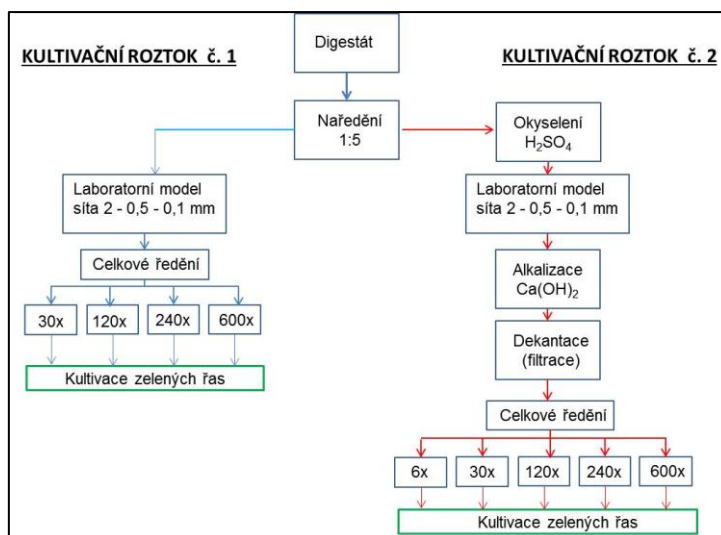 KULTIVAČNÍ ROZTOK č. 1
Digestát
KULTIVAČNÍ ROZTOK č. 2
Naředění
1:5
Okyselení
H₂SO₄
Laboratorní model
síta 2 - 0,5 - 0,1 mm
Laboratorní model
síta 2 - 0,5 - 0,1 mm
Celkové ředění
30x 120x 240x 600x
Kultivace zelených řas
Alkalizace
Ca(OH)₂
Dekantace
(filtrace)
Celkové ředění
6x 30x 120x 240x 600x
Kultivace zelených řas